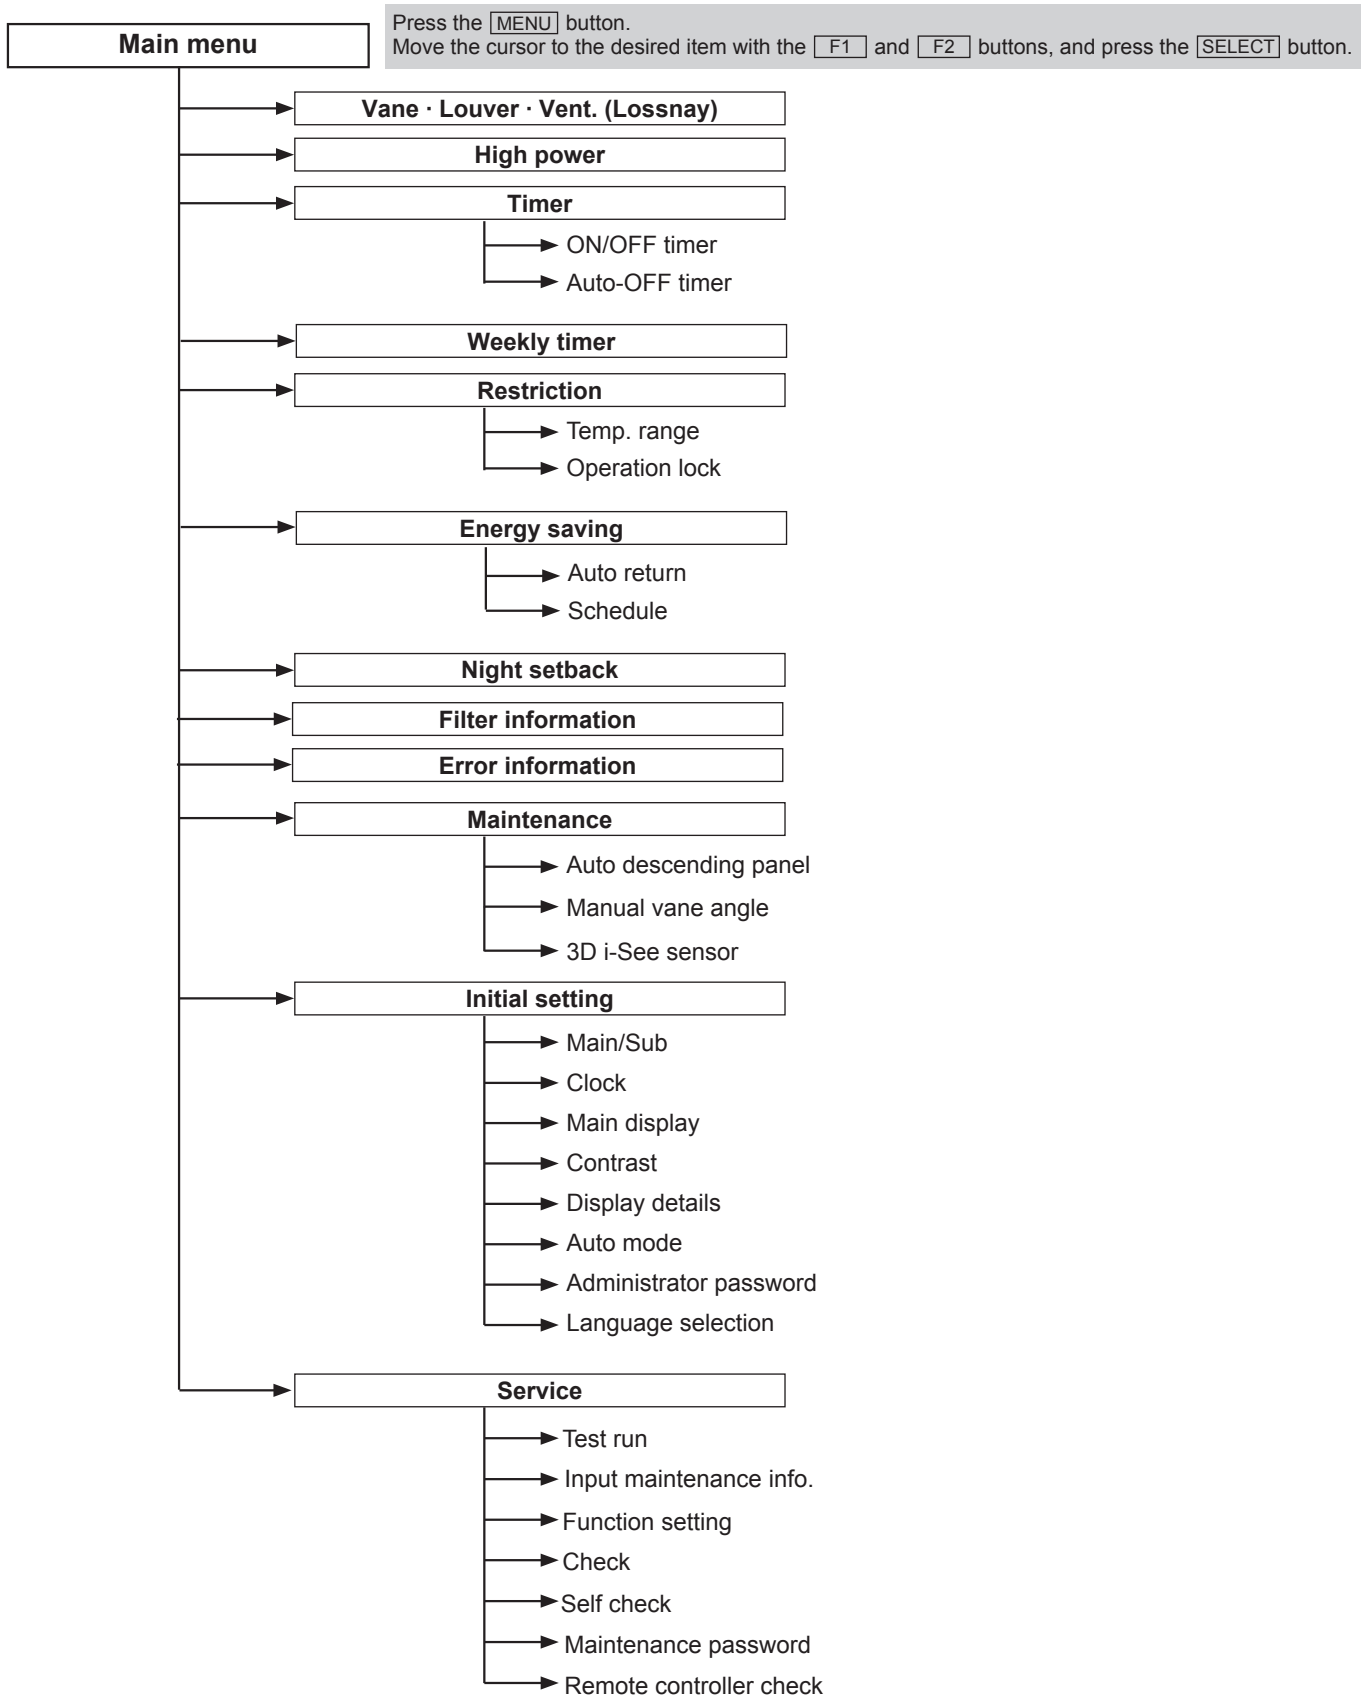 Main menu
Press the MENU button.
Move the cursor to the desired item with the F1 and F2 buttons, and press the SELECT button.
Vane · Louver · Vent. (Lossnay)
High power
Timer
ON/OFF timer
Auto-OFF timer
Weekly timer
Restriction
Temp. range
Operation lock
Energy saving
Auto return
Schedule
Night setback
Filter information
Error information
Maintenance
Auto descending panel
Manual vane angle
3D i-See sensor
Initial setting
Main/Sub
Clock
Main display
Contrast
Display details
Auto mode
Administrator password
Language selection
Service
Test run
Input maintenance info.
Function setting
Check
Self check
Maintenance password
Remote controller check